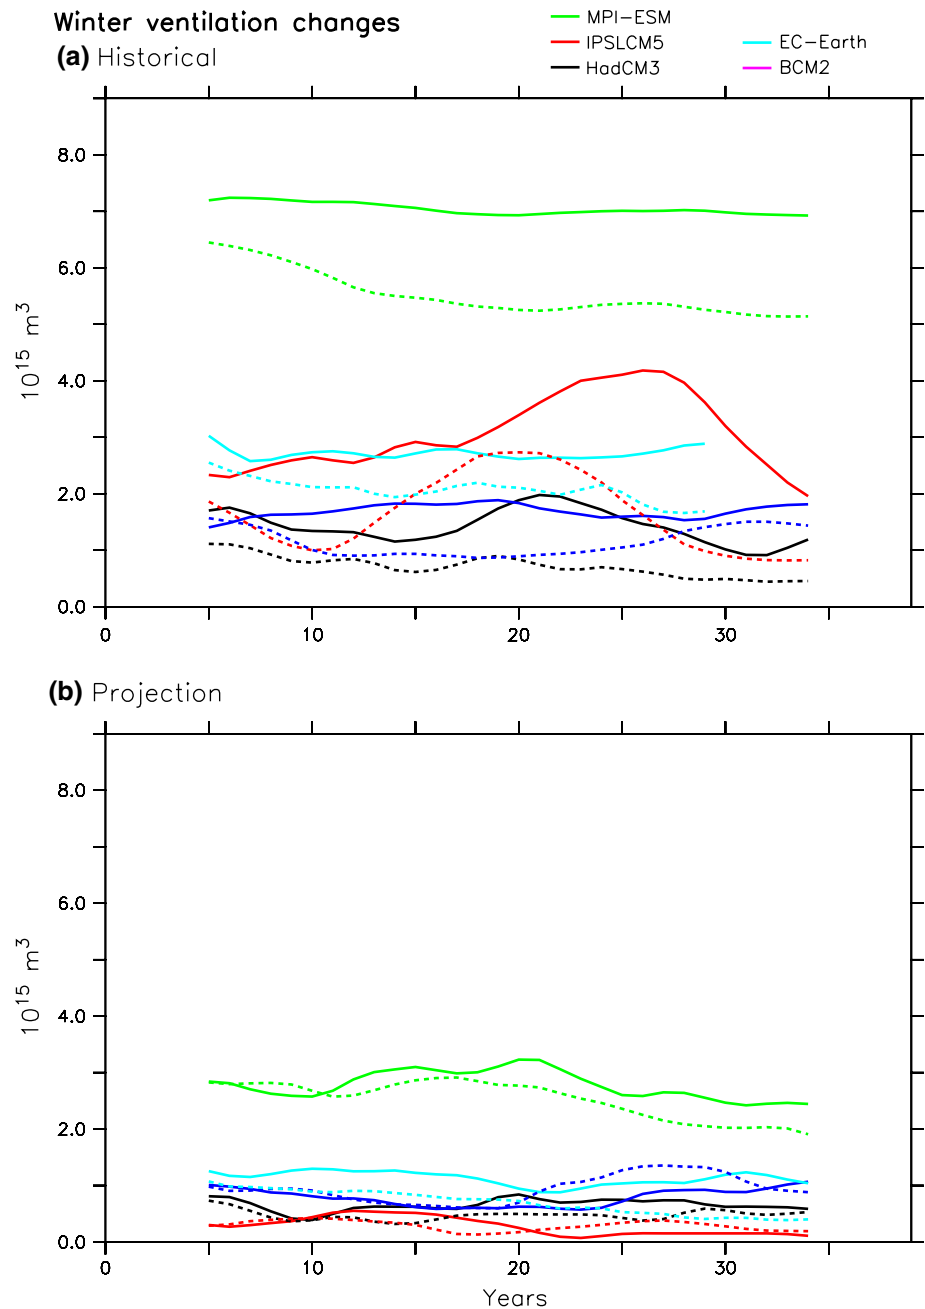 Winter ventilation changes
(a) Historical
MPI-ESM
IPSLCM5
HadCM3
EC-Earth
BCM2
8.0
6.0
4.0
2.0
0.0
10^15 m^3
0 10 20 30
(b) Projection
8.0
6.0
4.0
2.0
0.0
10^15 m^3
0 10 20 30
Years